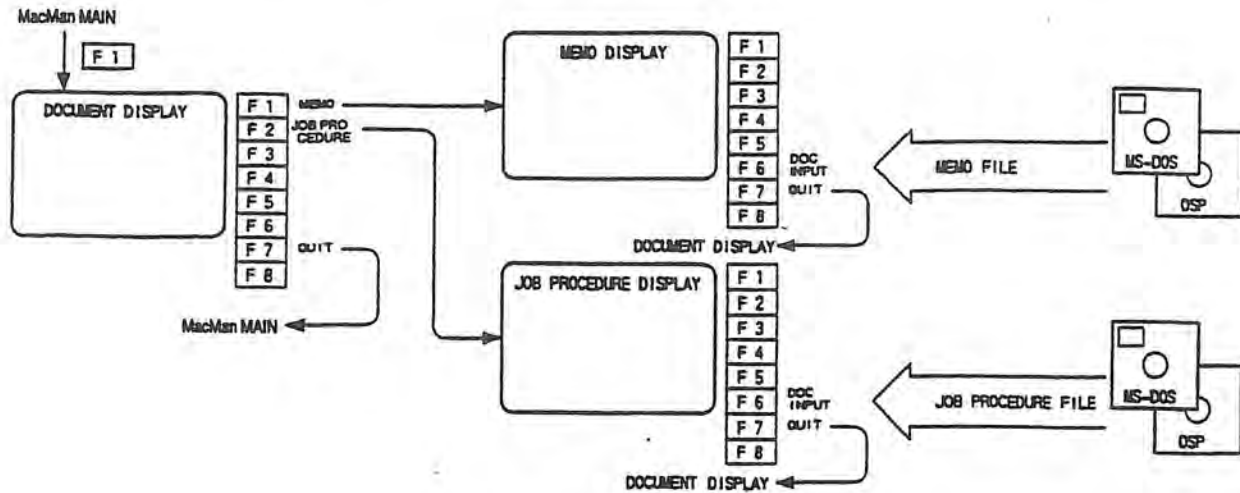 MacMan MAIN
F 1
DOCUMENT DISPLAY
F 1 MEMO
F 2 JOB PRO
CEDURE
F 3
F 4
F 5
F 6
F 7 QUIT
F 8
MacMan MAIN
MEMO DISPLAY
F 1
F 2
F 3
F 4
F 5
F 6 DOC
INPUT
F 7 QUIT
F 8
DOCUMENT DISPLAY
MEMO FILE
MS-DOS
DSP
JOB PROCEDURE DISPLAY
F 1
F 2
F 3
F 4
F 5
F 6 DOC
INPUT
F 7 QUIT
F 8
DOCUMENT DISPLAY
JOB PROCEDURE FILE
MS-DOS
DSP